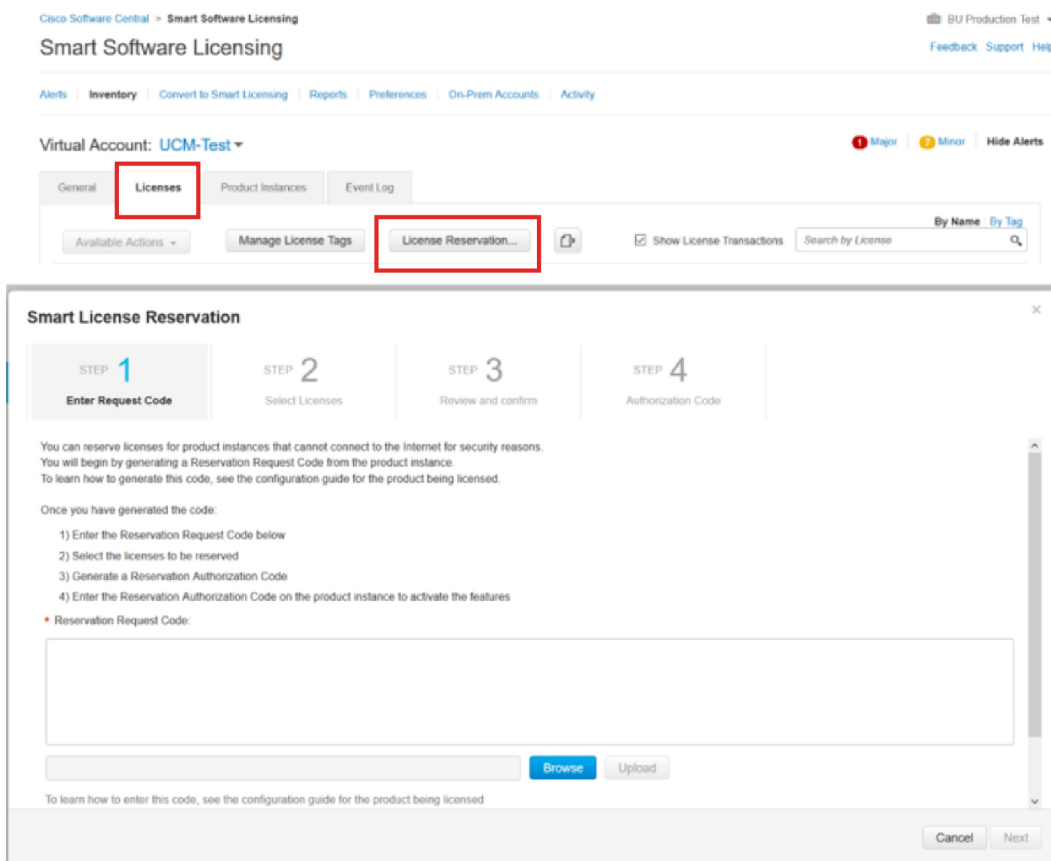 Cisco Software Central > Smart Software Licensing
BU Production Test
Smart Software Licensing
Feedback Support Help
Alerts Inventory Convert to Smart Licensing Reports Preferences On-Prem Accounts Activity
Virtual Account: UCM-Test
1 Major Minor Hide Alerts
General Licenses Product Instances Event Log
By Name By Tag
Available Actions Manage License Tags License Reservation... Show License Transactions Search by License
Smart License Reservation
STEP 1 STEP 2 STEP 3 STEP 4
Enter Request Code Select Licenses Review and confirm Authorization Code
You can reserve licenses for product instances that cannot connect to the Internet for security reasons.
You will begin by generating a Reservation Request Code from the product instance.
To learn how to generate this code, see the configuration guide for the product being licensed.
Once you have generated the code:
1) Enter the Reservation Request Code below
2) Select the licenses to be reserved
3) Generate a Reservation Authorization Code
4) Enter the Reservation Authorization Code on the product instance to activate the features
* Reservation Request Code:
Browse Upload
To learn how to enter this code, see the configuration guide for the product being licensed
Cancel Next